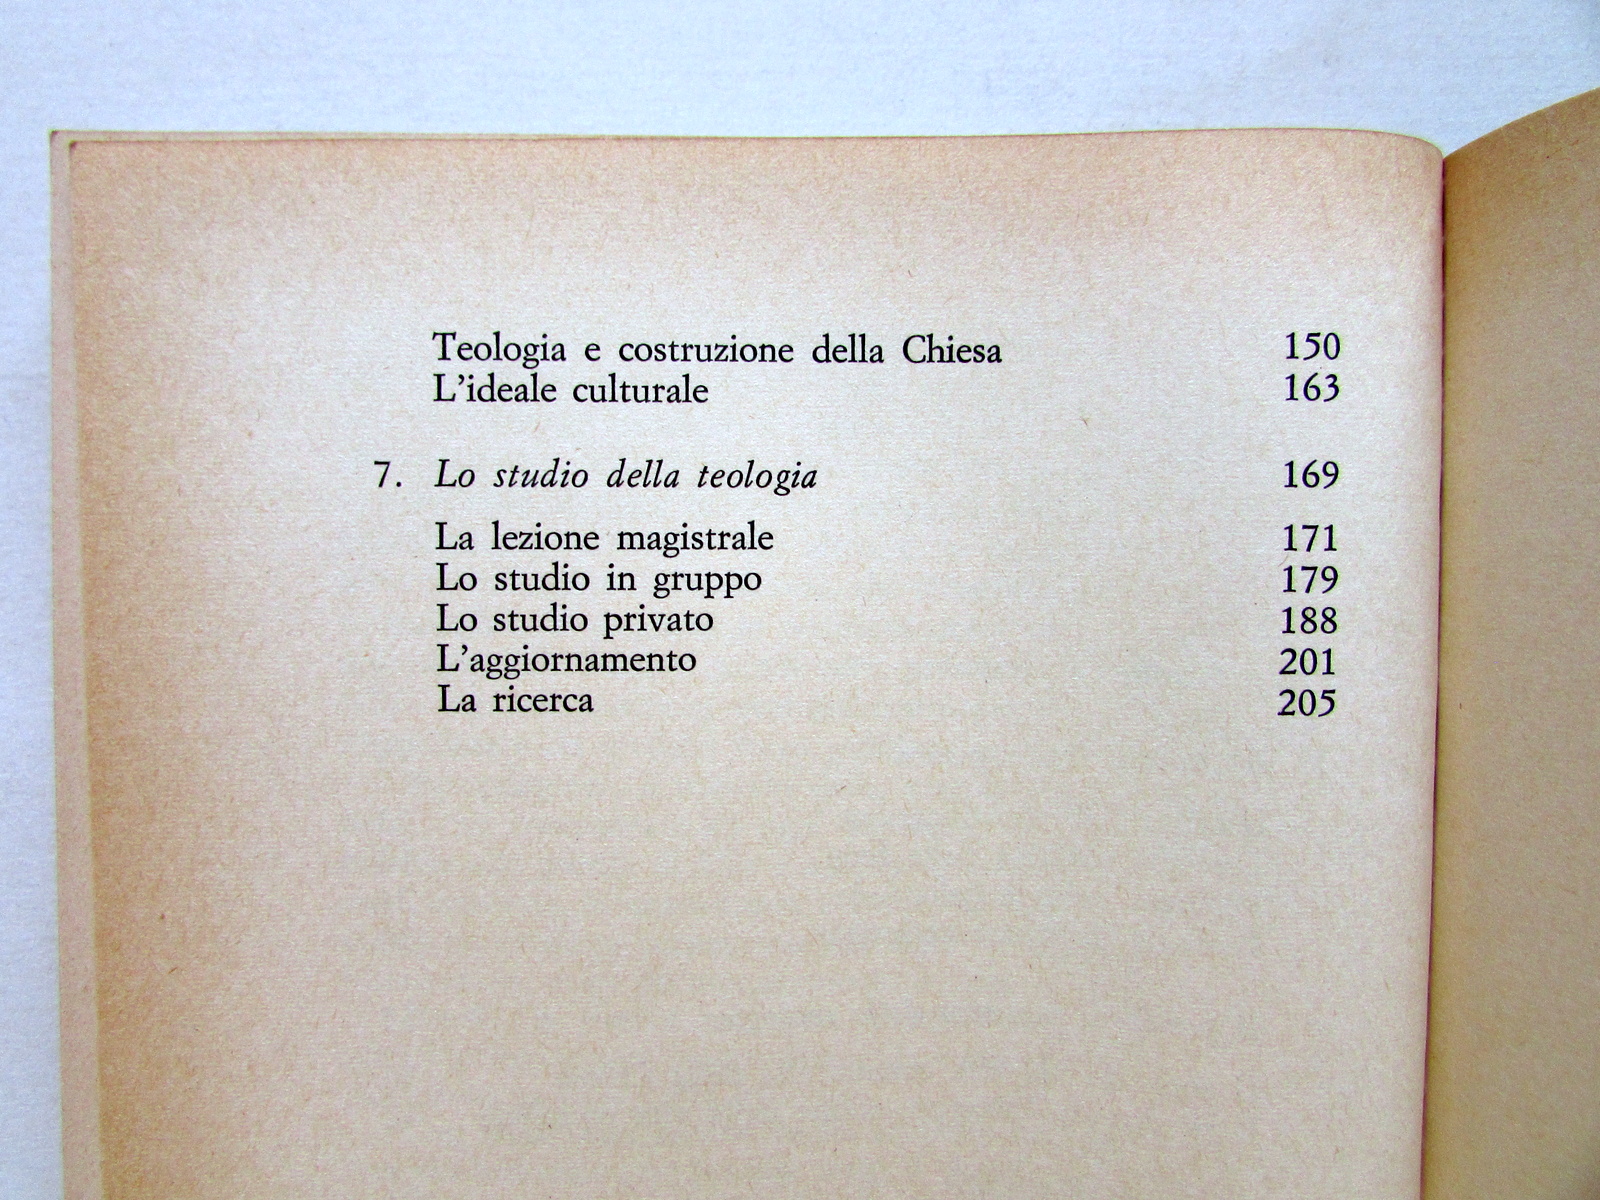 Teologia e costruzione della Chiesa 150
L'ideale culturale 163
7. Lo studio della teologia 169
La lezione magistrale 171
Lo studio in gruppo 179
Lo studio privato 188
L'aggiornamento 201
La ricerca 205